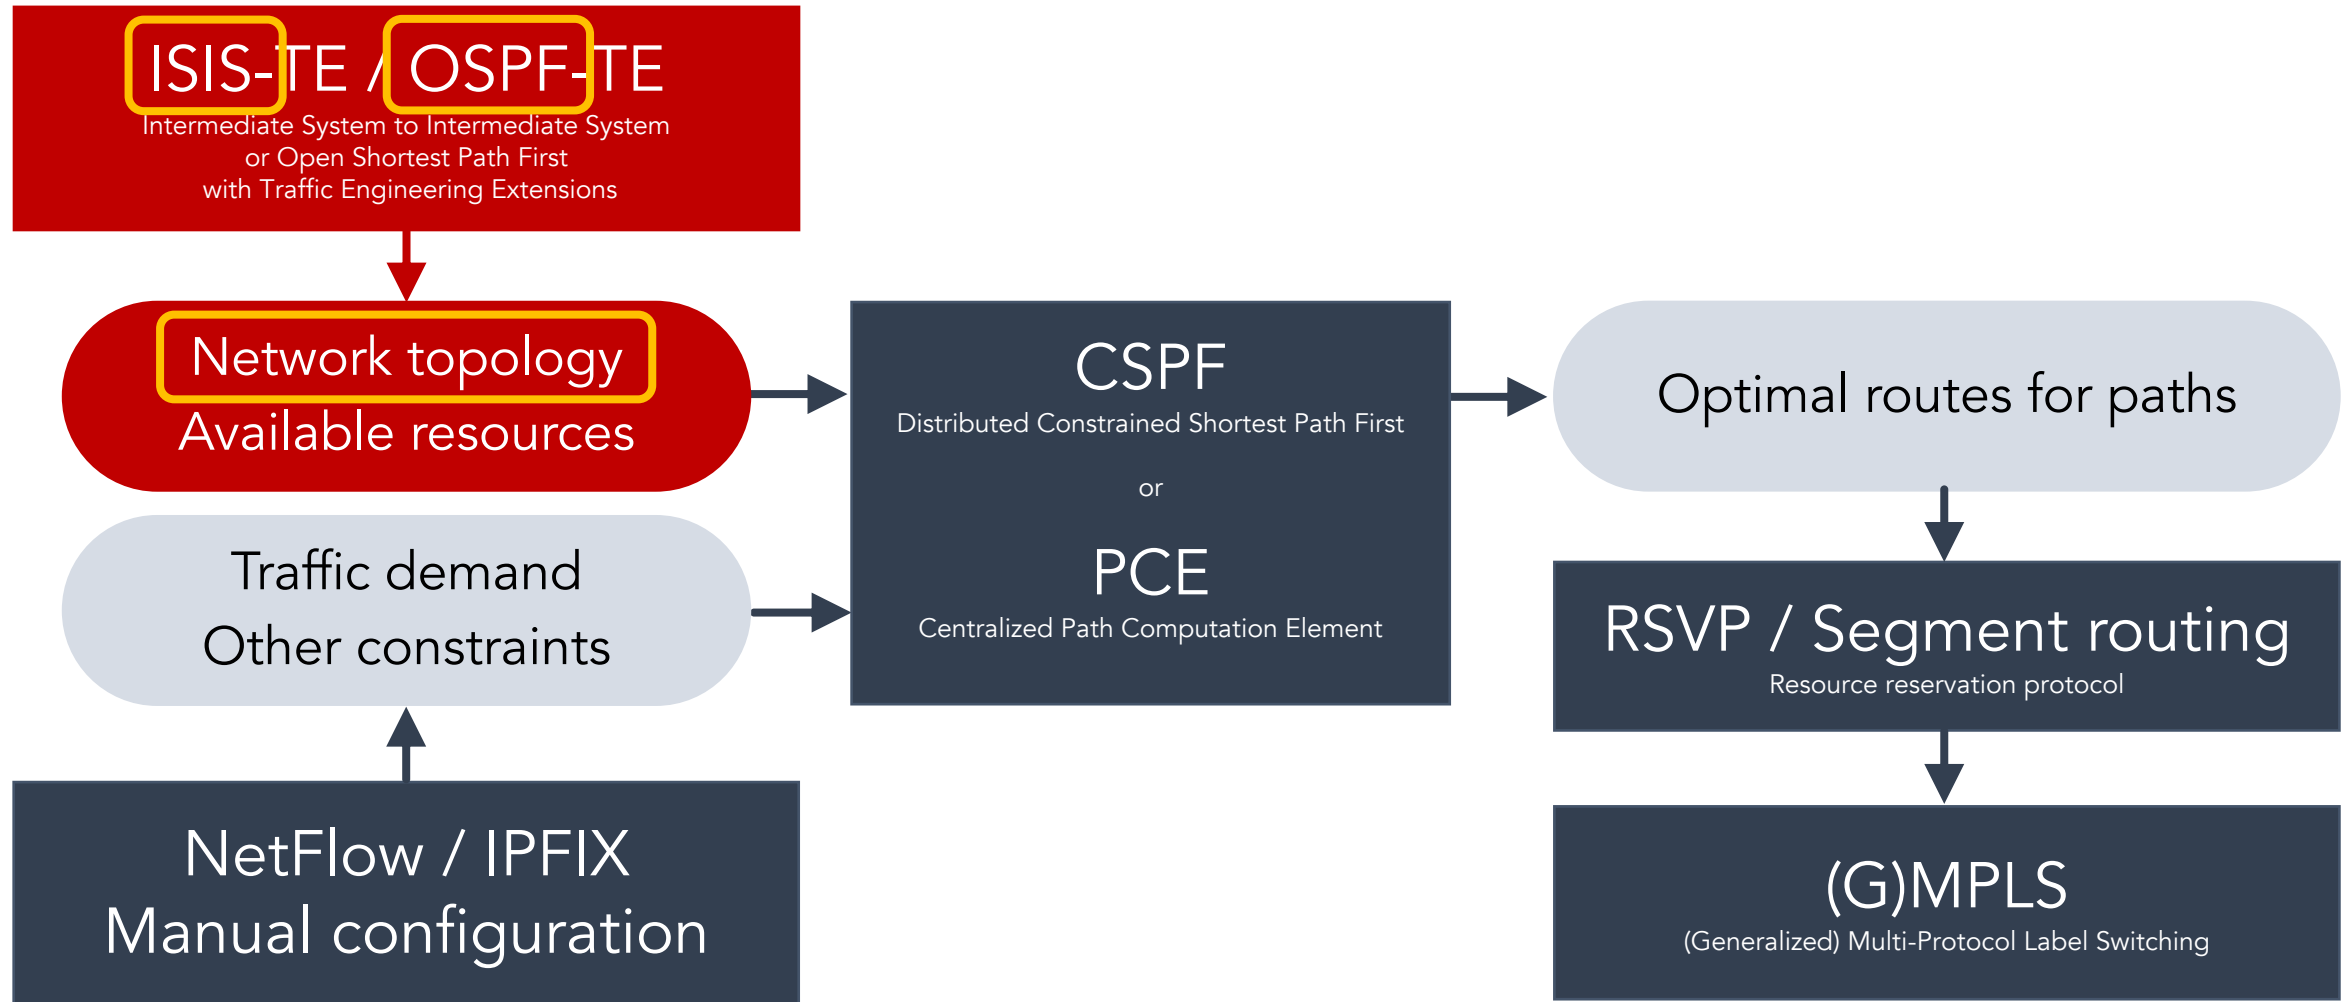 ISIS-TE / OSPF-TE
Intermediate System to Intermediate System
or Open Shortest Path First
with Traffic Engineering Extensions
Network topology
Available resources
Traffic demand
Other constraints
NetFlow / IPFIX
Manual configuration
CSPF
Distributed Constrained Shortest Path First
or
PCE
Centralized Path Computation Element
Optimal routes for paths
RSVP / Segment routing
Resource reservation protocol
(G)MPLS
(Generalized) Multi-Protocol Label Switching